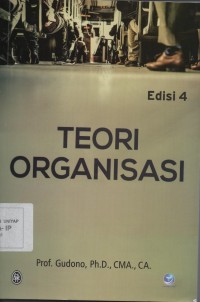 Edisi 4
TEORI
ORGANISASI
Prof. Gudono, Ph.D., CMA., CA.